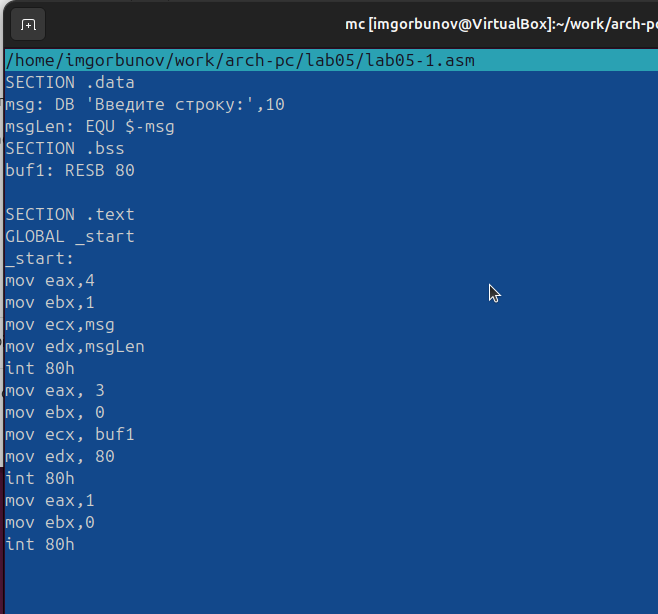 mc [imgorbunov@VirtualBox]:~/work/arch-pc
/home/imgorbunov/work/arch-pc/lab05/lab05-1.asm
SECTION .data
msg: DB 'Введите строку:',10
msgLen: EQU $-msg
SECTION .bss
buf1: RESB 80
SECTION .text
GLOBAL _start
_start:
mov eax,4
mov ebx,1
mov ecx,msg
mov edx,msgLen
int 80h
mov eax, 3
mov ebx, 0
mov ecx, buf1
mov edx, 80
int 80h
mov eax,1
mov ebx,0
int 80h